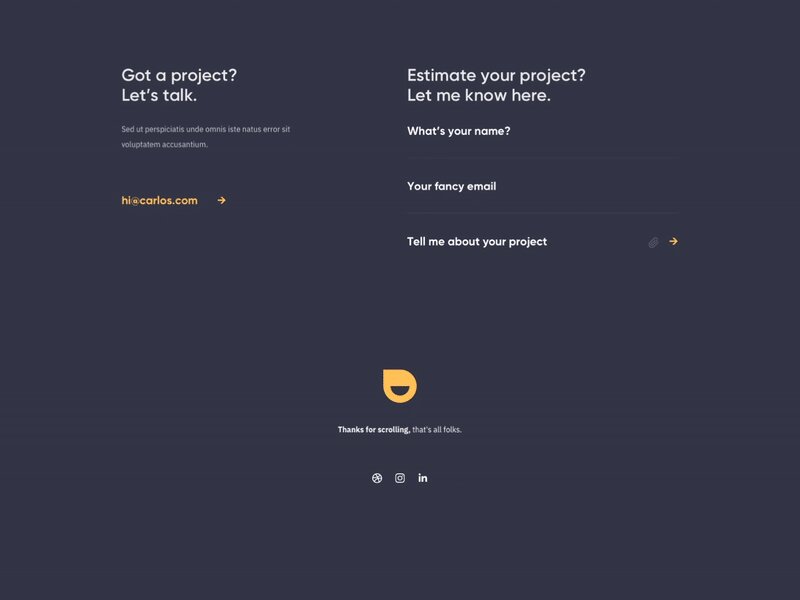 Got a project?
Let's talk.
Sed ut perspiciatis unde omnis iste natus error sit
voluptatem accusantium.
hi@carlos.com
Estimate your project?
Let me know here.
What's your name?
Your fancy email
Tell me about your project
Thanks for scrolling, that's all folks.
in